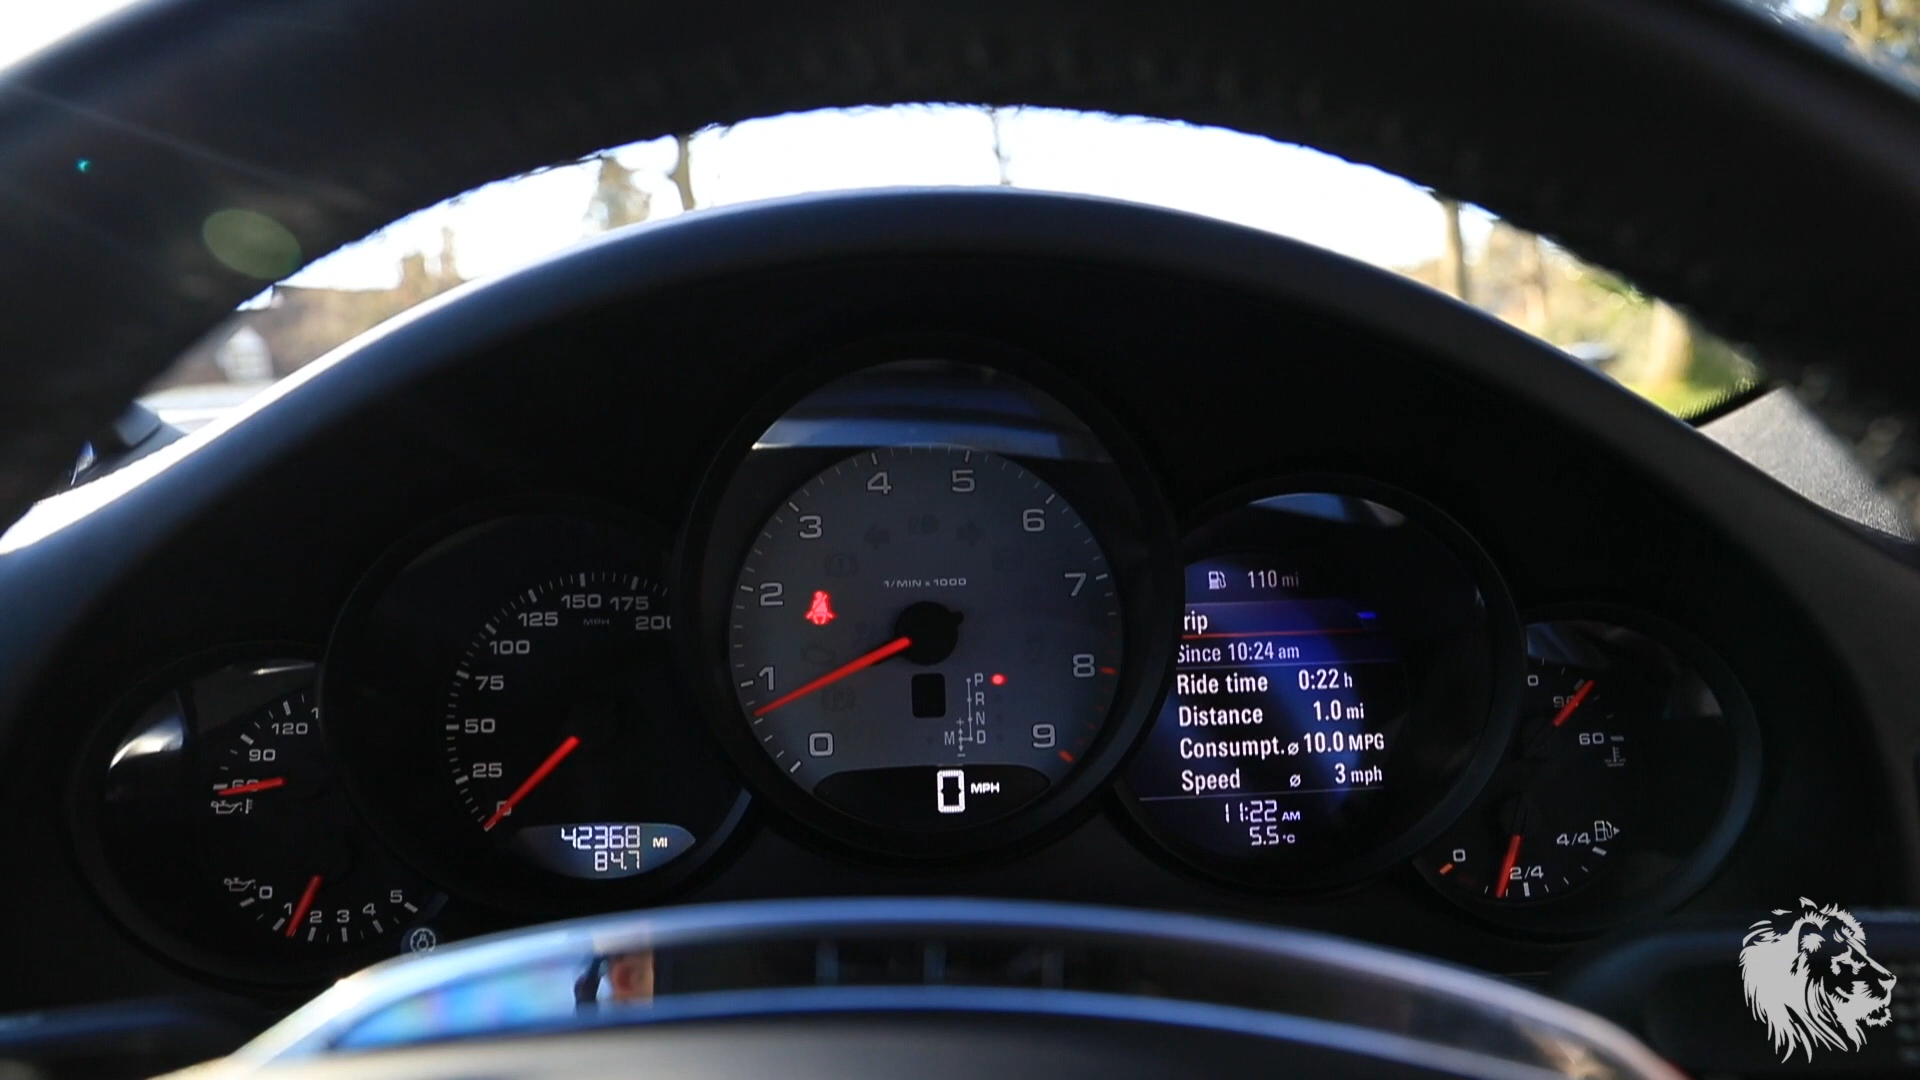 120
90
60
0
1
2
3
4
5
0
25
50
75
100
125
150
175
MPH
42368 MI
84.7
0
1
2
3
4
5
6
7
8
9
1/MIN x 1000
P
R
N
M D
+
-
0 MPH
110 mi
rip
Since 10:24 am
Ride time 0:22 h
Distance 1.0 mi
Consumpt. ø 10.0 MPG
Speed ø 3 mph
11:22 AM
5.5 °C
60
0
2/4
4/4